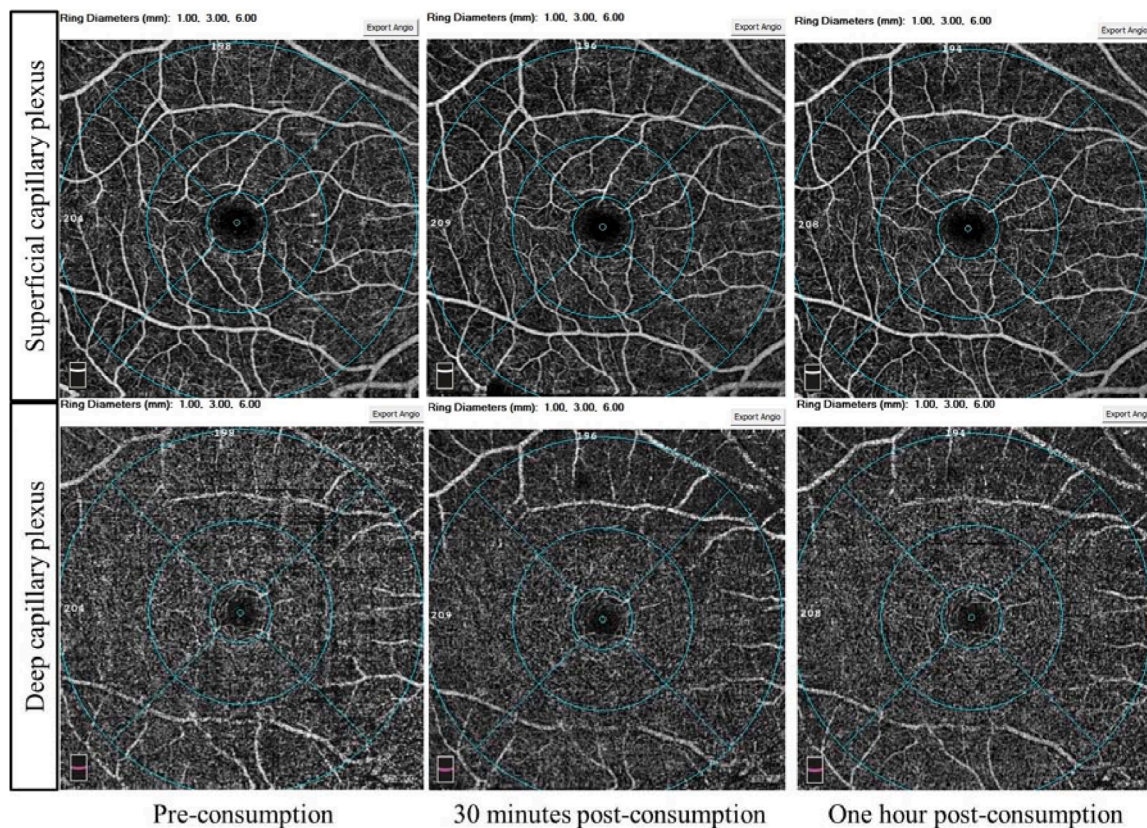 Ring Diameters (mm): 1.00, 3.00, 6.00
Export Angio
Ring Diameters (mm): 1.00, 3.00, 6.00
Export Angio
Ring Diameters (mm): 1.00, 3.00, 6.00
Export Angio
Superficial capillary plexus
198
204
196
209
194
208
Ring Diameters (mm): 1.00, 3.00, 6.00
Export Angio
Ring Diameters (mm): 1.00, 3.00, 6.00
Export Angio
Ring Diameters (mm): 1.00, 3.00, 6.00
Export Angio
Deep capillary plexus
198
204
196
209
194
208
Pre-consumption
30 minutes post-consumption
One hour post-consumption